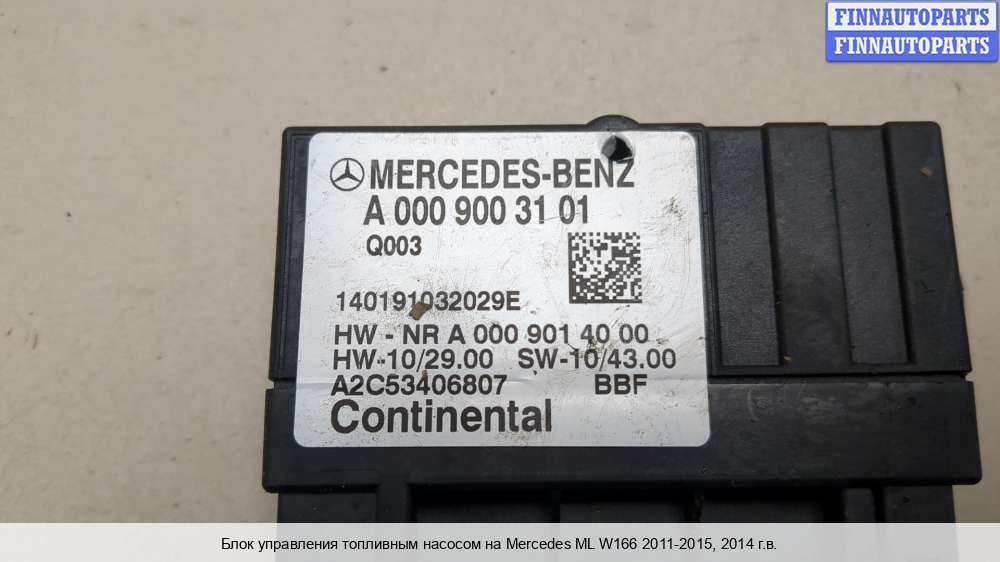 FINNAUTOPARTS
FINNAUTOPARTS
MERCEDES-BENZ
A 000 900 31 01
Q003
140191032029E
HW - NR A 000 901 40 00
HW-10/29.00 SW-10/43.00
A2C53406807 BBF
Continental
Блок управления топливным насосом на Mercedes ML W166 2011-2015, 2014 г.в.